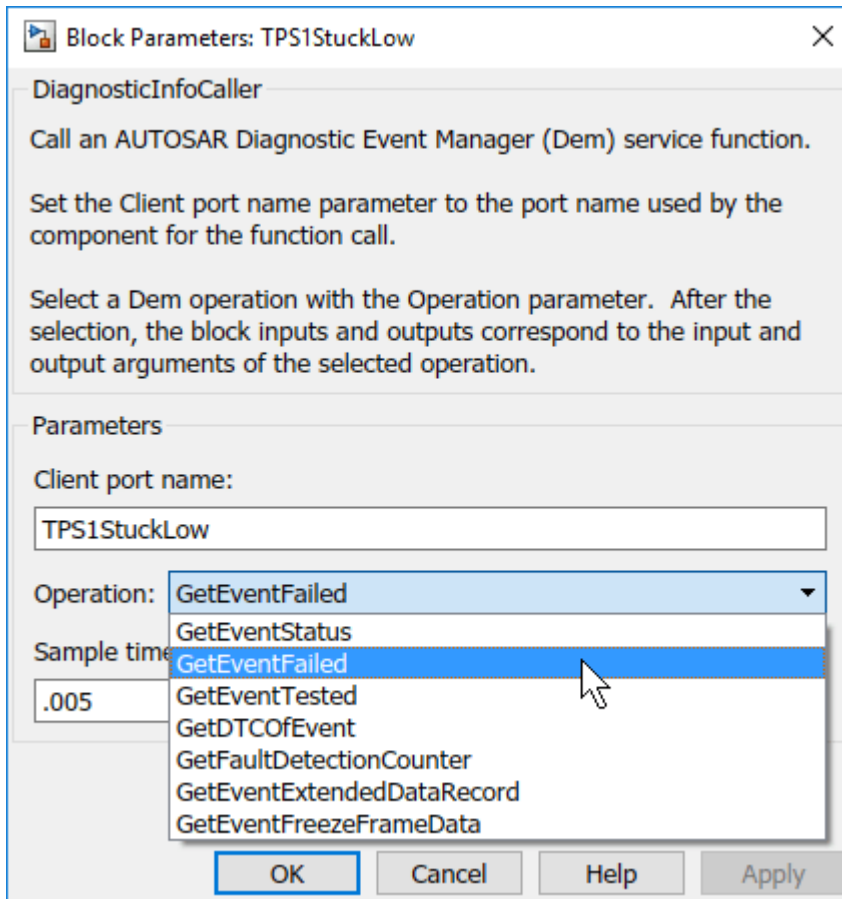 Block Parameters: TPS1StuckLow
DiagnosticInfoCaller
Call an AUTOSAR Diagnostic Event Manager (Dem) service function.
Set the Client port name parameter to the port name used by the
component for the function call.
Select a Dem operation with the Operation parameter.  After the
selection, the block inputs and outputs correspond to the input and
output arguments of the selected operation.
Parameters
Client port name:
TPS1StuckLow
Operation: GetEventFailed
GetEventStatus
Sample time
GetEventFailed
.005
GetEventTested
GetDTCOfEvent
GetFaultDetectionCounter
GetEventExtendedDataRecord
GetEventFreezeFrameData
OK Cancel Help Apply